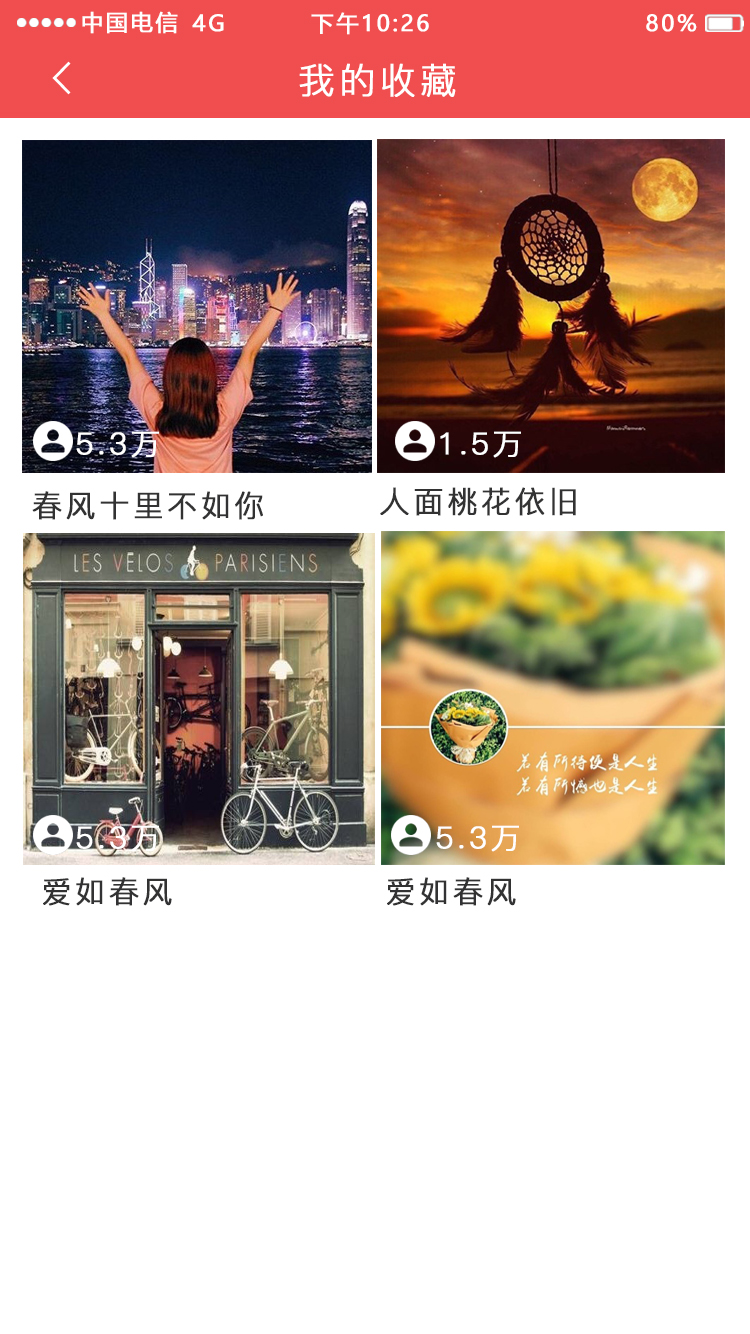 中国电信 4G 下午10:26 80%
我的收藏
5.3万
1.5万
春风十里不如你
人面桃花依旧
LES VĒLOS PARISIENS
若有所待便是人生
若有所憾也是人生
5.3万
5.3万
爱如春风
爱如春风